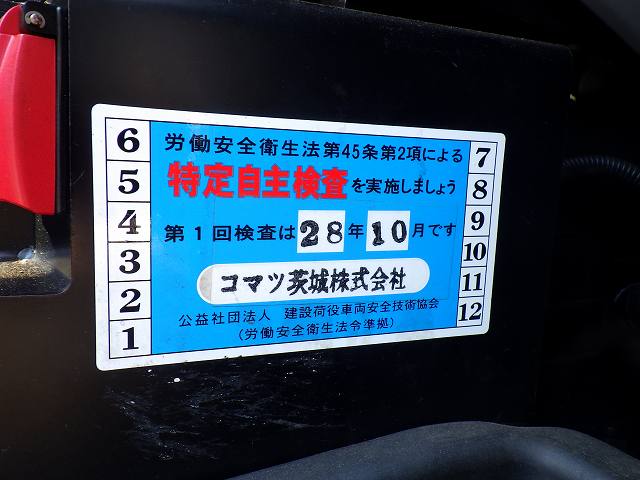 労働安全衛生法第45条第2項による
特定自主検査を実施しましょう
第1回検査は28年10月です
コマツ茨城株式会社
公益社団法人 建設荷役車両安全技術協会
(労働安全衛生法令準拠)
6
5
4
3
2
1
7
8
9
10
11
12